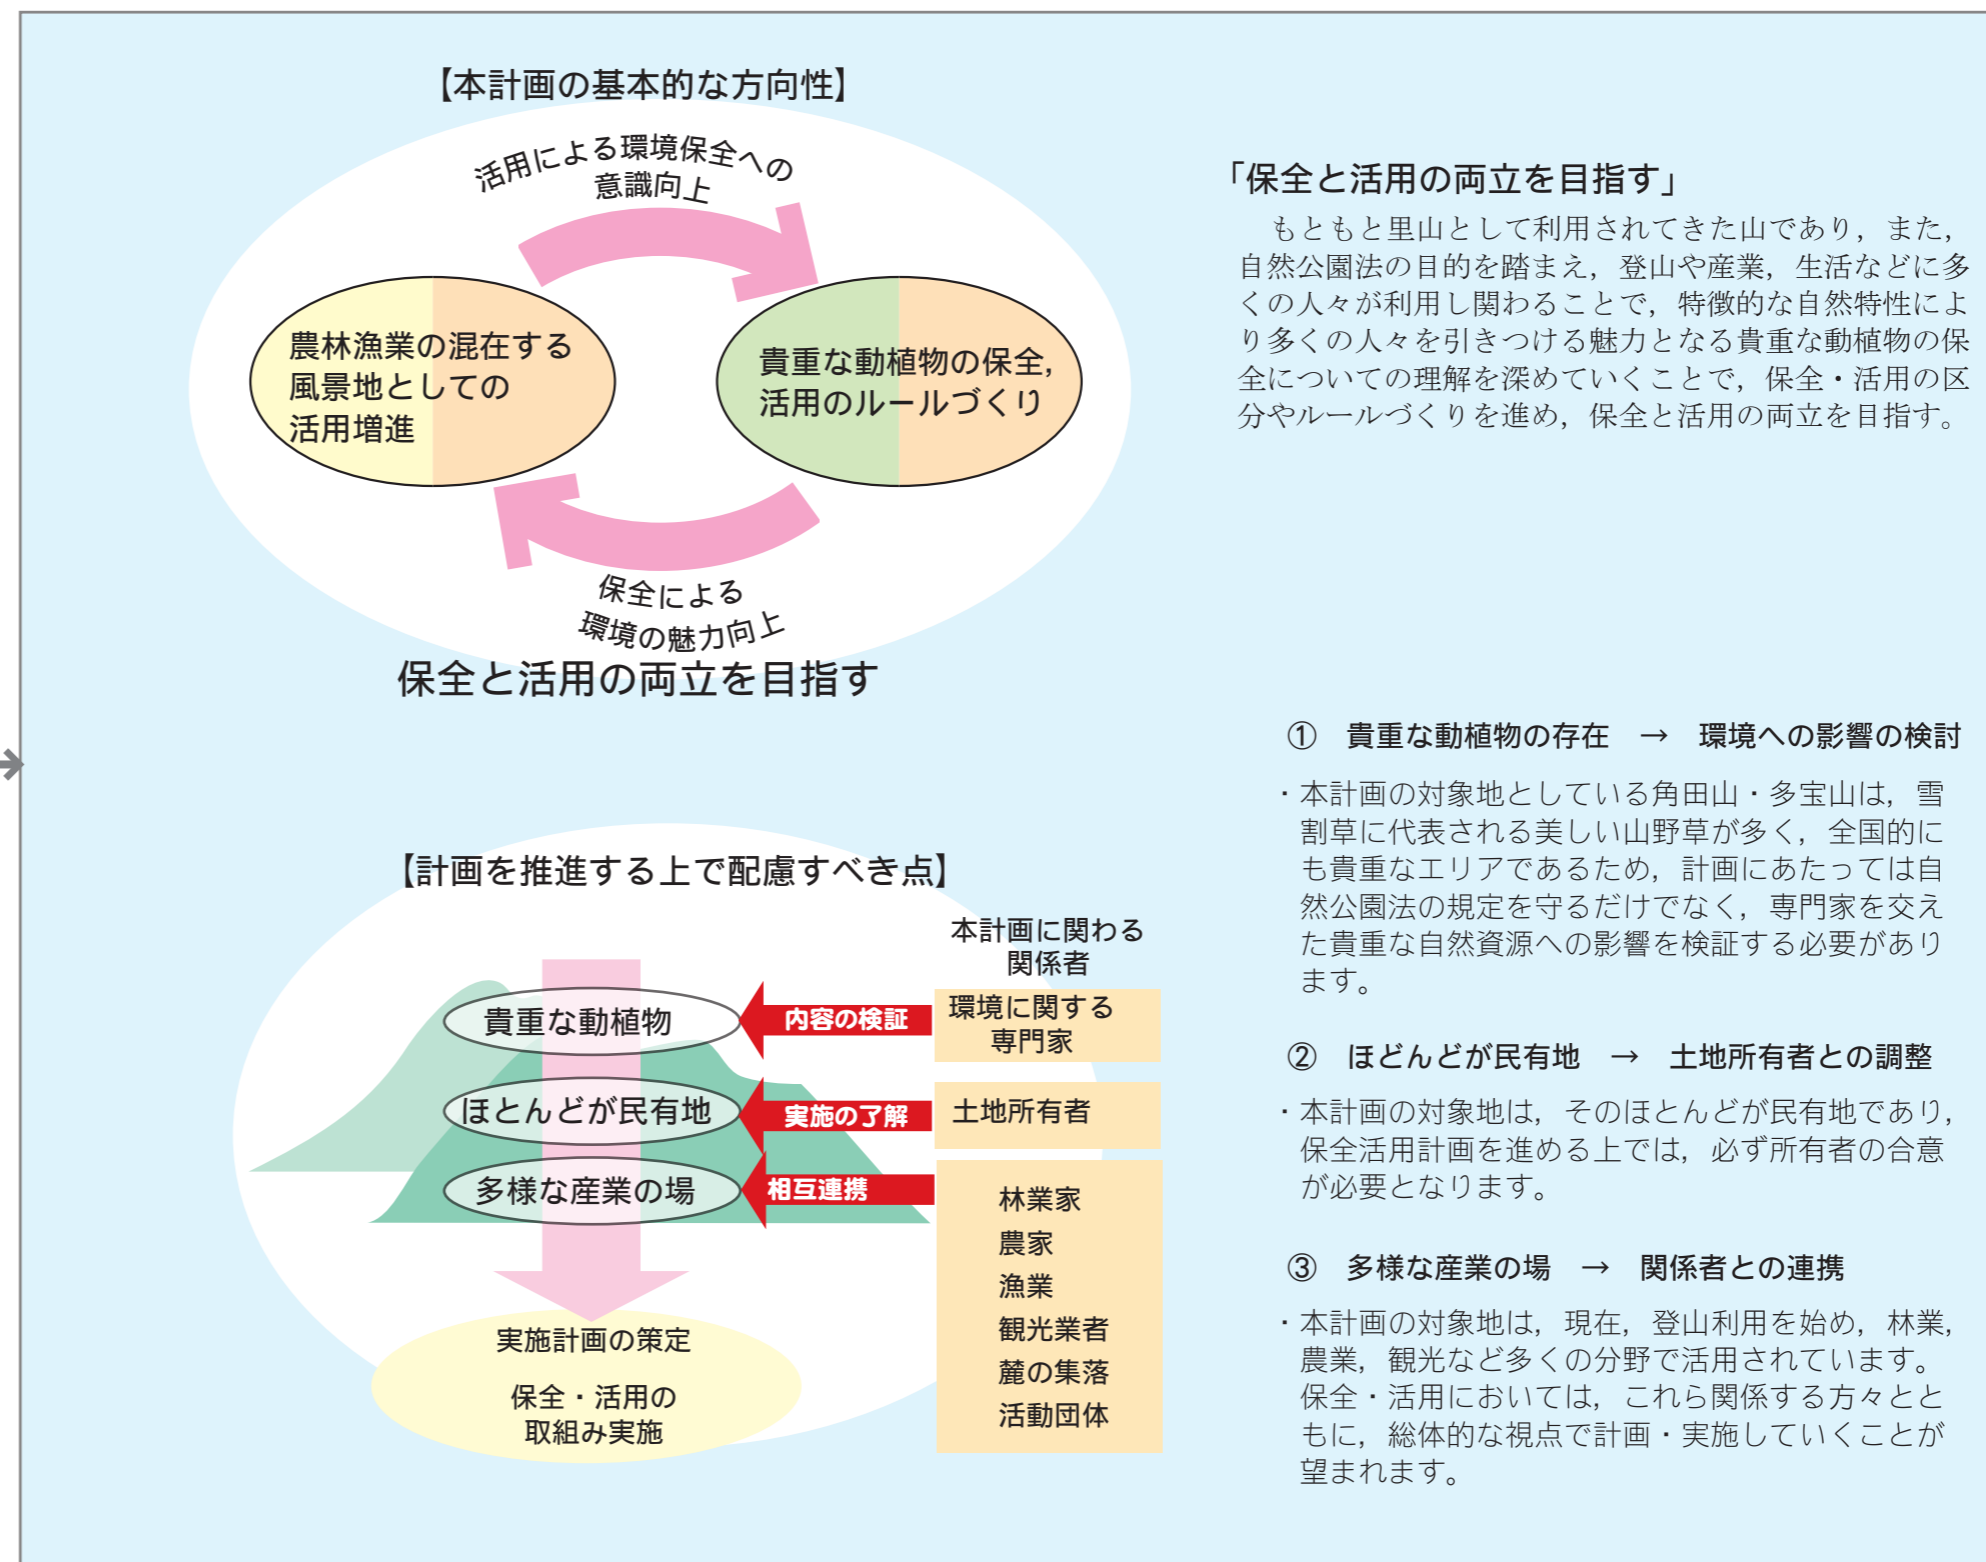 【本計画の基本的な方向性】
活用による環境保全への
意識向上
農林漁業の混在する
風景地としての
活用増進
貴重な動植物の保全,
活用のルールづくり
保全による
環境の魅力向上
保全と活用の両立を目指す
「保全と活用の両立を目指す」
もともと里山として利用されてきた山であり，また，
自然公園法の目的を踏まえ，登山や産業，生活などに多
くの人々が利用し関わることで，特徴的な自然特性によ
り多くの人々を引きつける魅力となる貴重な動植物の保
全についての理解を深めていくことで，保全・活用の区
分やルールづくりを進め，保全と活用の両立を目指す。
【計画を推進する上で配慮すべき点】
本計画に関わる
関係者
貴重な動植物
内容の検証
環境に関する
専門家
ほとんどが民有地
実施の了解
土地所有者
多様な産業の場
相互連携
林業家
農家
漁業
観光業者
麓の集落
活動団体
実施計画の策定
保全・活用の
取組み実施
①　貴重な動植物の存在　→　環境への影響の検討
・本計画の対象地としている角田山・多宝山は，雪
割草に代表される美しい山野草が多く，全国的に
も貴重なエリアであるため，計画にあたっては自
然公園法の規定を守るだけでなく，専門家を交え
た貴重な自然資源への影響を検証する必要があり
ます。
②　ほどんどが民有地　→　土地所有者との調整
・本計画の対象地は，そのほとんどが民有地であり，
保全活用計画を進める上では，必ず所有者の合意
が必要となります。
③　多様な産業の場　→　関係者との連携
・本計画の対象地は，現在，登山利用を始め，林業，
農業，観光など多くの分野で活用されています。
保全・活用においては，これら関係する方々とと
もに，総体的な視点で計画・実施していくことが
望まれます。